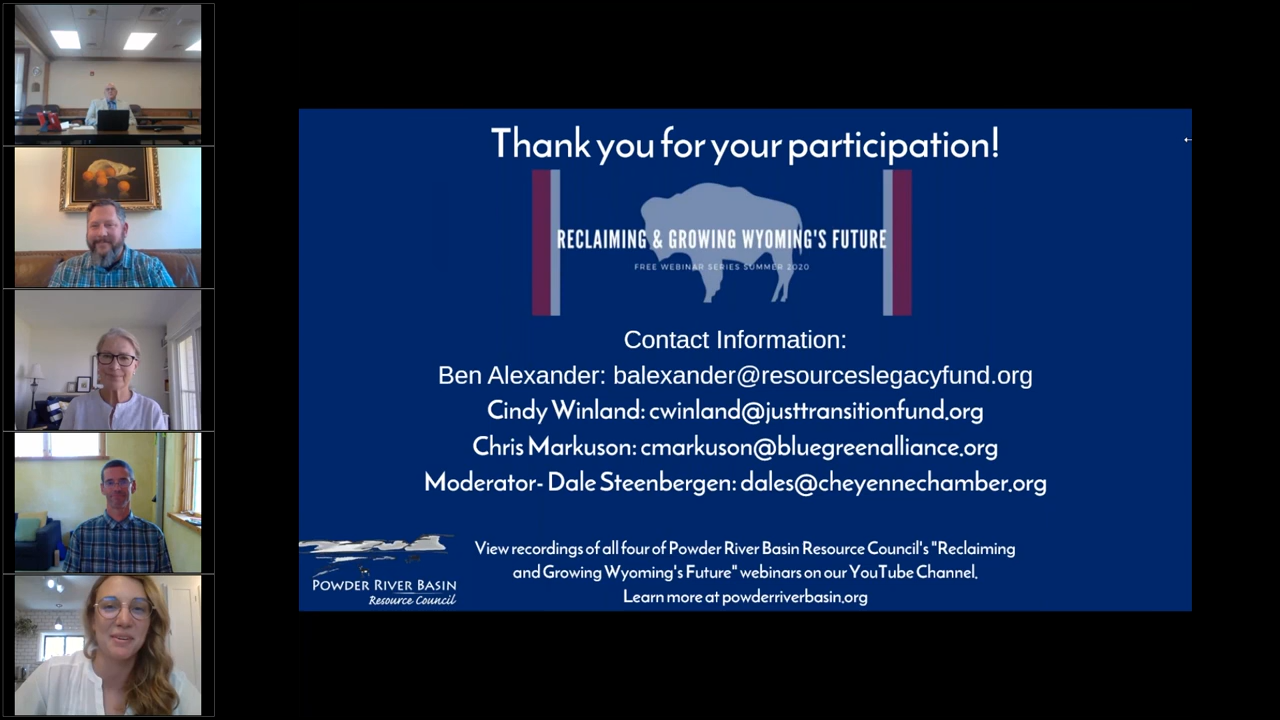 Thank you for your participation!
RECLAIMING & GROWING WYOMING'S FUTURE
FREE WEBINAR SERIES SUMMER 2020
Contact Information:
Ben Alexander: balexander@resourceslegacyfund.org
Cindy Winland: cwinland@justtransitionfund.org
Chris Markuson: cmarkuson@bluegreenalliance.org
Moderator- Dale Steenbergen: dales@cheyennechamber.org
View recordings of all four of Powder River Basin Resource Council's "Reclaiming
and Growing Wyoming's Future" webinars on our YouTube Channel.
Learn more at powderriverbasin.org
POWDER RIVER BASIN
Resource Council